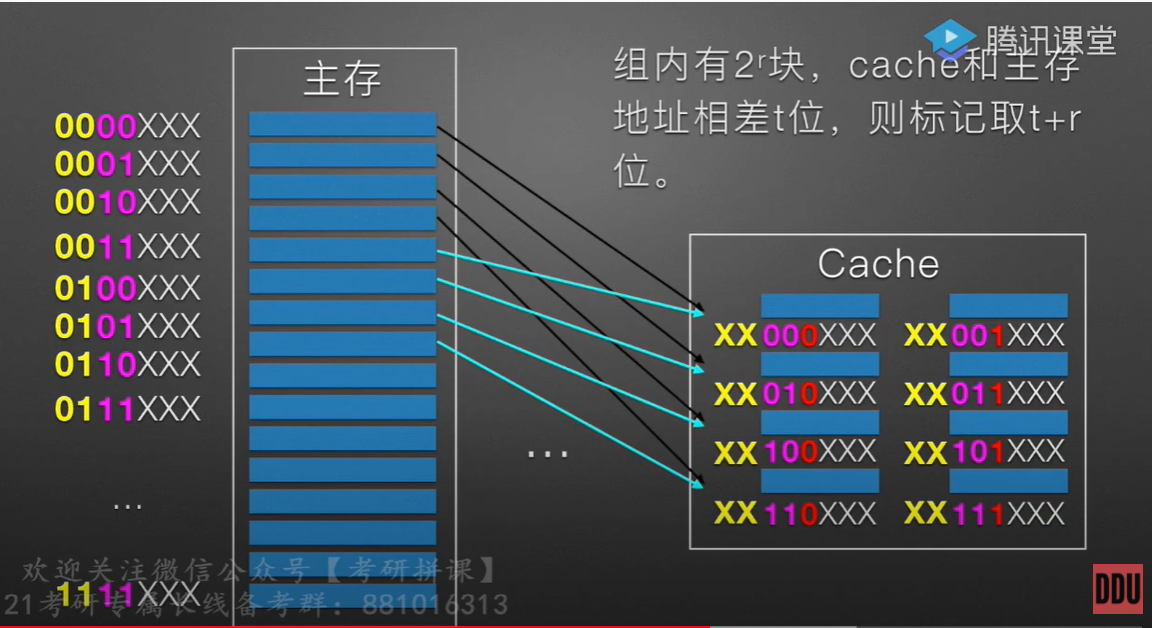 腾讯课堂
主存
组内有2ʳ块，cache和主存
地址相差t位，则标记取t+r
位。
0000XXX
0001XXX
0010XXX
0011XXX
0100XXX
0101XXX
0110XXX
0111XXX
...
1111XXX
...
Cache
XX000XXX XX001XXX
XX010XXX XX011XXX
XX100XXX XX101XXX
XX110XXX XX111XXX
欢迎关注微信公众号【考研拼课】
21考研专属长线备考群：881016313
DDU